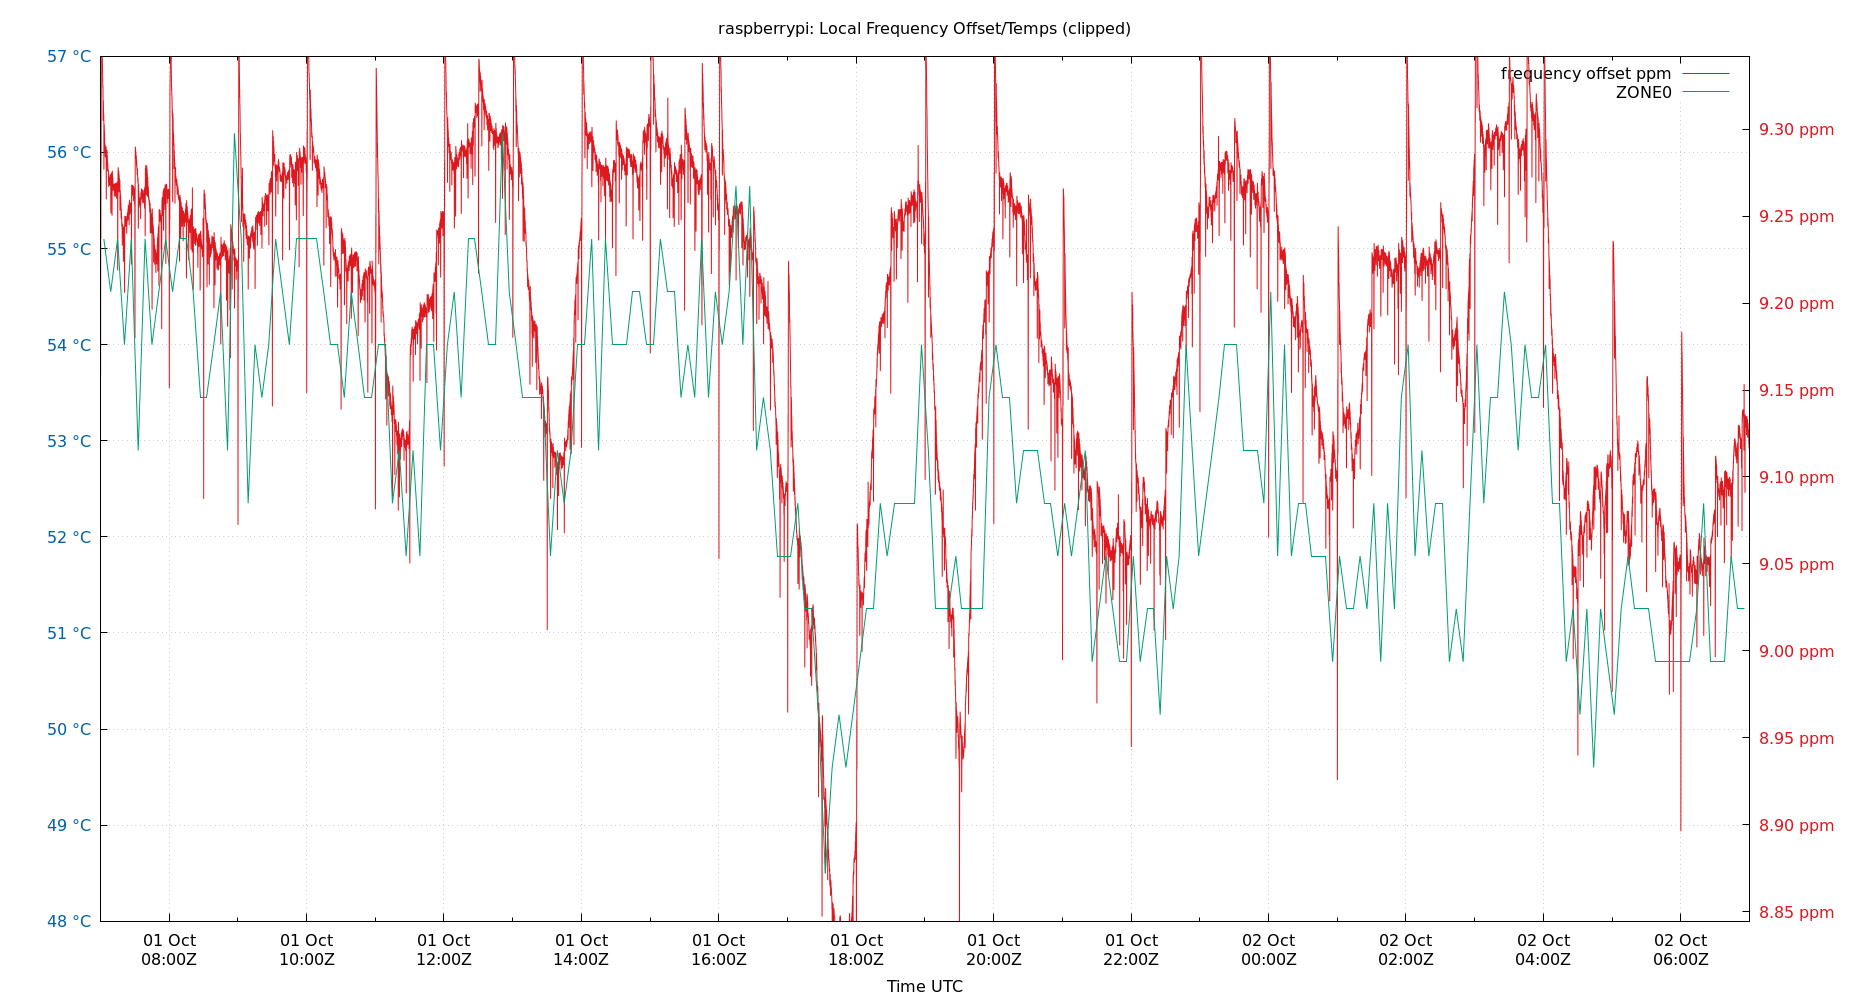 raspberrypi: Local Frequency Offset/Temps (clipped)
57 °C
56 °C
55 °C
54 °C
53 °C
52 °C
51 °C
50 °C
49 °C
48 °C
frequency offset ppm
ZONE0
9.30 ppm
9.25 ppm
9.20 ppm
9.15 ppm
9.10 ppm
9.05 ppm
9.00 ppm
8.95 ppm
8.90 ppm
8.85 ppm
01 Oct 01 Oct 01 Oct 01 Oct 01 Oct 01 Oct 01 Oct 01 Oct 02 Oct 02 Oct 02 Oct 02 Oct
08:00Z 10:00Z 12:00Z 14:00Z 16:00Z 18:00Z 20:00Z 22:00Z 00:00Z 02:00Z 04:00Z 06:00Z
Time UTC